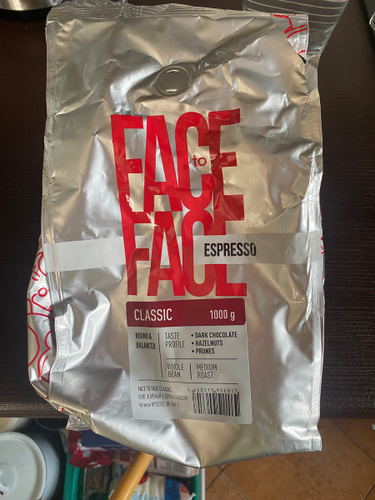 FACE
to
FACE
ESPRESSO
CLASSIC 1000 g
ROUND & BALANCED
TASTE PROFILE
• DARK CHOCOLATE
• HAZELNUTS
• PRUNES
WHOLE BEAN
MEDIUM ROAST
FACE TO FACE CLASSIC